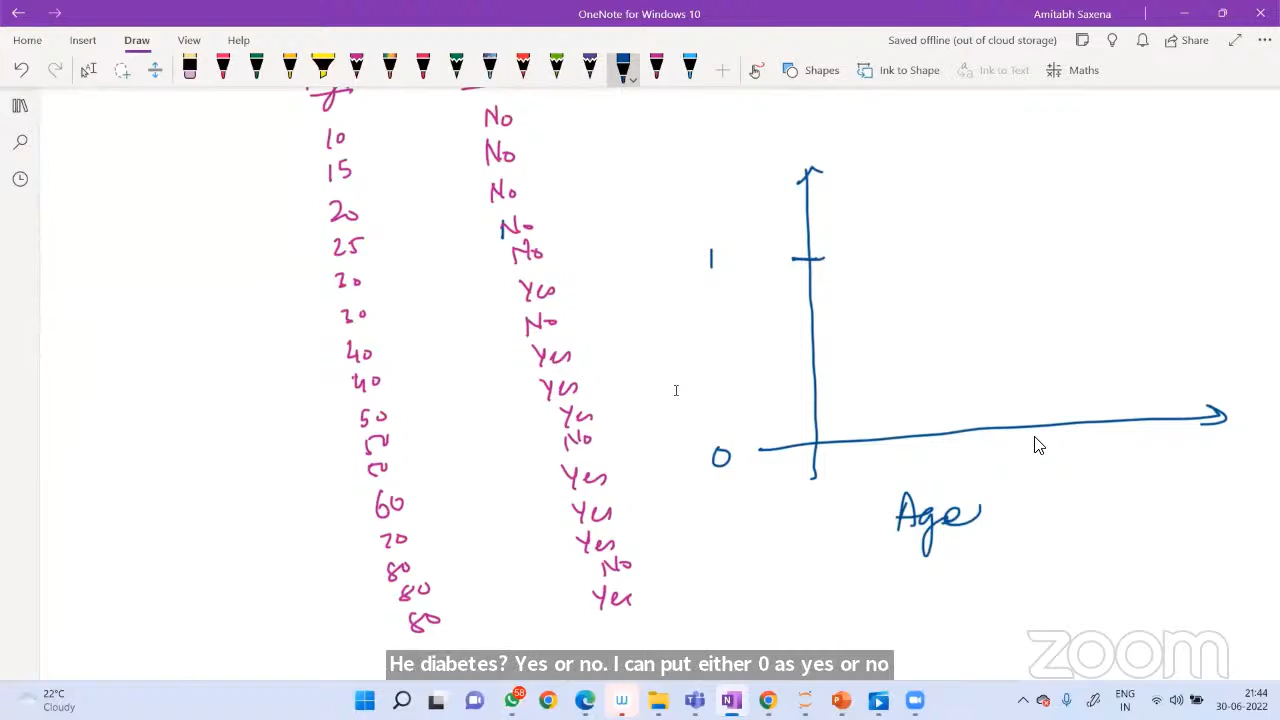 OneNote for Windows 10
Amitabh Saxena
Home Insert Draw View Help
Saved offline (out of cloud storage)
Share
Shapes
Ink to Shape
Ink to Text
Maths
10 No
15 No
20 No
25 No
30 No
30 Yes
40 No
40 Yes
50 Yes
Yes
No
60 Yes
70 Yes
80 Yes
80 No
80 Yes
1
0
Age
zoom
He diabetes? Yes or no. I can put either 0 as yes or no
22°C
Cloudy
58
ENG
IN
21:44
30-06-2022